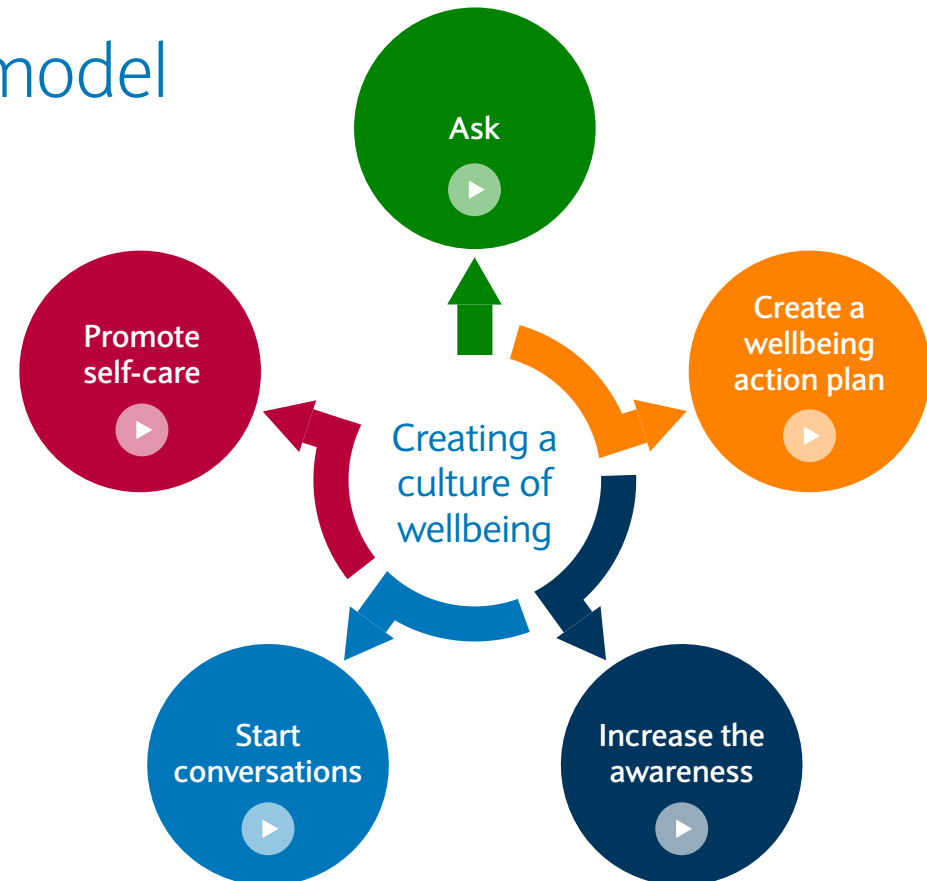 model
Ask
Create a
wellbeing
action plan
Promote
self-care
Creating a
culture of
wellbeing
Start
conversations
Increase the
awareness